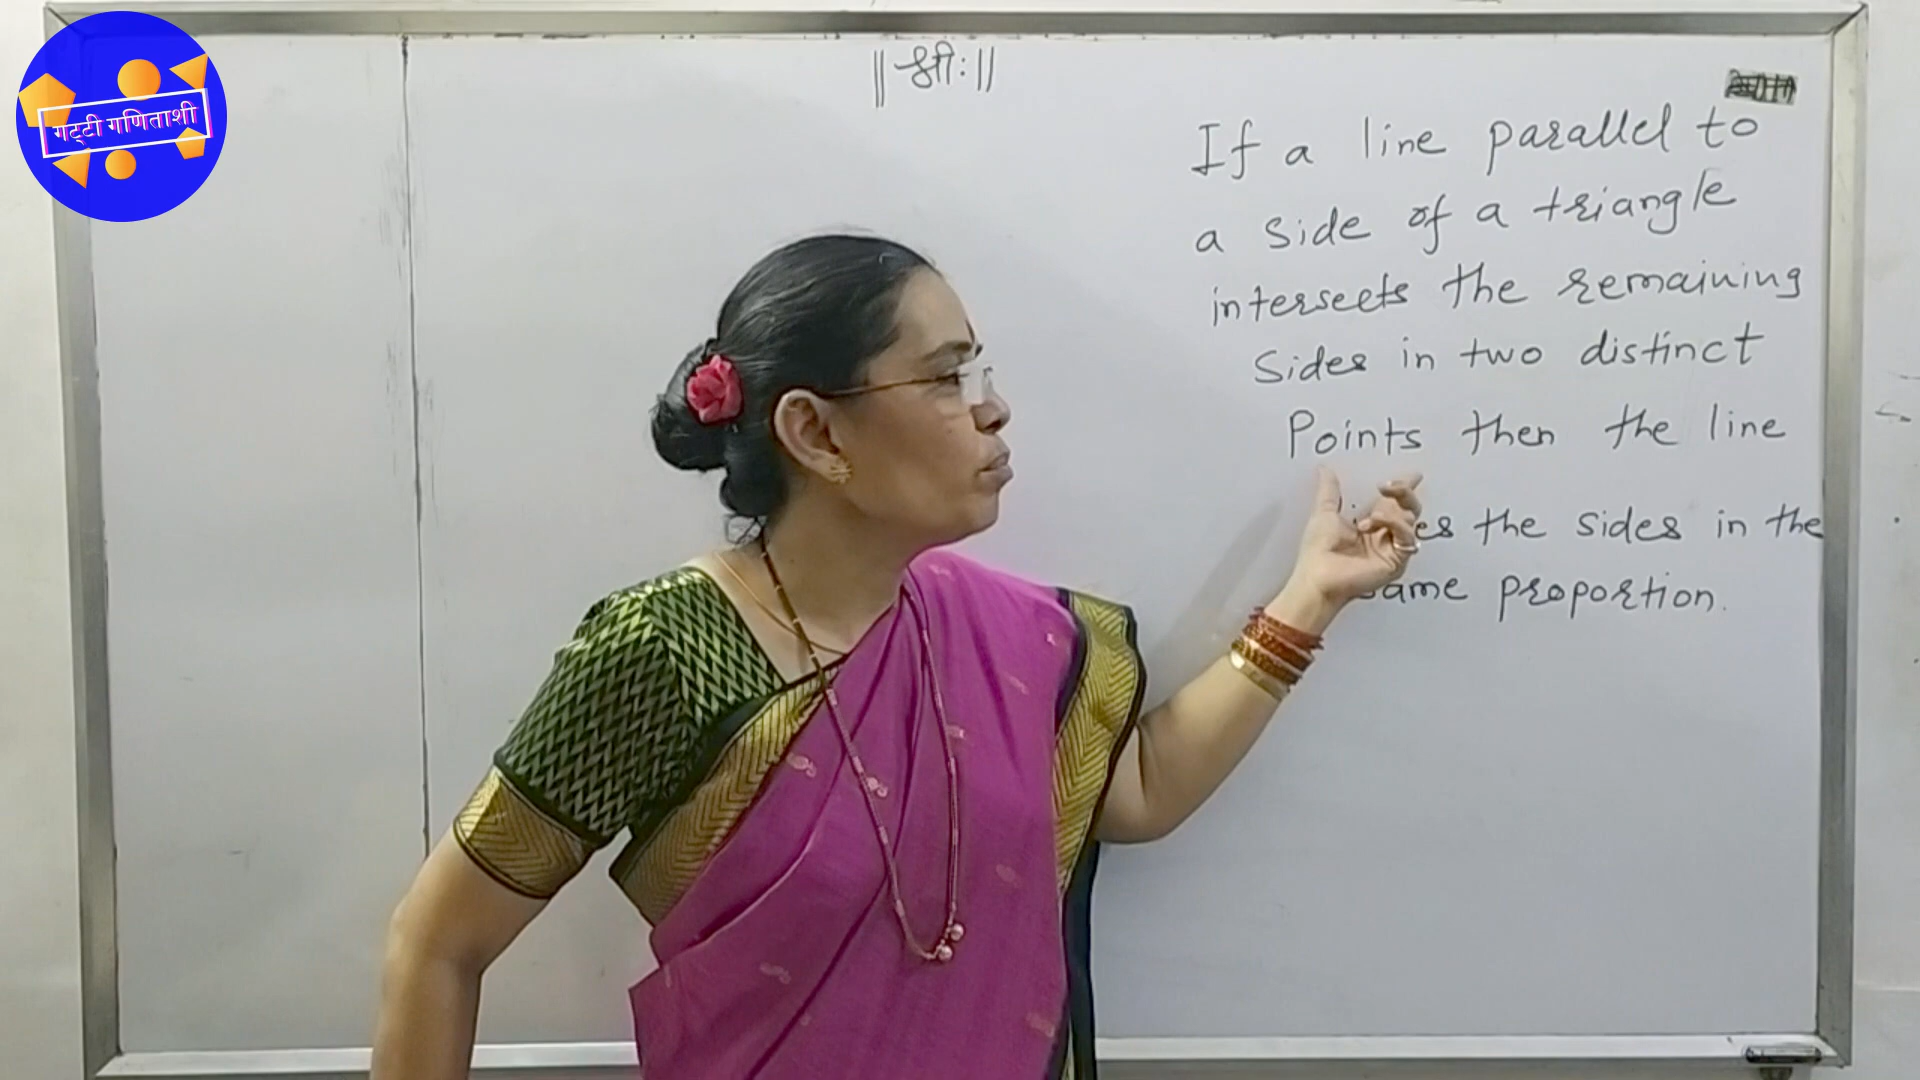 गट्टी गणिताशी
|| श्री: ||
If a line parallel to
a side of a triangle
intersects the remaining
sides in two distinct
Points then the line
the sides in the
proportion.